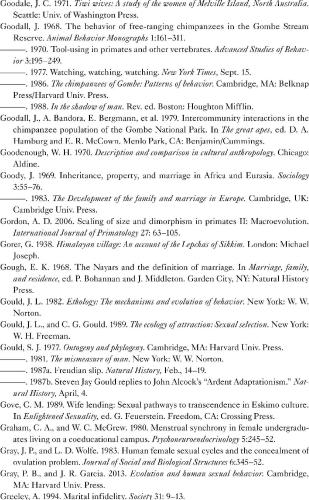 Goodale, J. C. 1971. Tiwi wives: A study of the women of Melville Island, North Australia.
Seattle: Univ. of Washington Press.
Goodall, J. 1968. The behavior of free-ranging chimpanzees in the Gombe Stream
Reserve. Animal Behavior Monographs 1:161–311.
———. 1970. Tool-using in primates and other vertebrates. Advanced Studies of Behav-
ior 3:195–249.
———. 1977. Watching, watching, watching. New York Times, Sept. 15.
———. 1986. The chimpanzees of Gombe: Patterns of behavior. Cambridge, MA: Belknap
Press/Harvard Univ. Press.
———. 1988. In the shadow of man. Rev. ed. Boston: Houghton Mifflin.
Goodall, J., A. Bandora, E. Bergmann, et al. 1979. Intercommunity interactions in the
chimpanzee population of the Gombe National Park. In The great apes, ed. D. A.
Hamburg and E. R. McCown. Menlo Park, CA: Benjamin/Cummings.
Goodenough, W. H. 1970. Description and comparison in cultural anthropology. Chicago:
Aldine.
Goody, J. 1969. Inheritance, property, and marriage in Africa and Eurasia. Sociology
3:55–76.
———. 1983. The Development of the family and marriage in Europe. Cambridge, UK:
Cambridge Univ. Press.
Gordon, A. D. 2006. Scaling of size and dimorphism in primates II: Macroevolution.
International Journal of Primatology 27: 63–105.
Gorer, G. 1938. Himalayan village: An account of the Lepchas of Sikkim. London: Michael
Joseph.
Gough, E. K. 1968. The Nayars and the definition of marriage. In Marriage, family,
and residence, ed. P. Bohannan and J. Middleton. Garden City, NY: Natural History
Press.
Gould, J. L. 1982. Ethology: The mechanisms and evolution of behavior. New York: W. W.
Norton.
Gould, J. L., and C. G. Gould. 1989. The ecology of attraction: Sexual selection. New York:
W. H. Freeman.
Gould, S. J. 1977. Ontogeny and phylogeny. Cambridge, MA: Harvard Univ. Press.
———. 1981. The mismeasure of man. New York: W. W. Norton.
———. 1987a. Freudian slip. Natural History, Feb., 14–19.
———. 1987b. Steven Jay Gould replies to John Alcock's “Ardent Adaptationism.” Nat-
ural History, April, 4.
Gove, C. M. 1989. Wife lending: Sexual pathways to transcendence in Eskimo culture.
In Enlightened Sexuality, ed. G. Feuerstein. Freedom, CA: Crossing Press.
Graham, C. A., and W. C. McGrew. 1980. Menstrual synchrony in female undergradu-
ates living on a coeducational campus. Psychoneuroendocrinology 5:245–52.
Gray, J. P., and L. D. Wolfe. 1983. Human female sexual cycles and the concealment of
ovulation problem. Journal of Social and Biological Structures 6:345–52.
Gray, P. B., and J. R. Garcia. 2013. Evolution and human sexual behavior. Cambridge,
MA: Harvard Univ. Press.
Greeley, A. 1994. Marital infidelity. Society 31: 9–13.